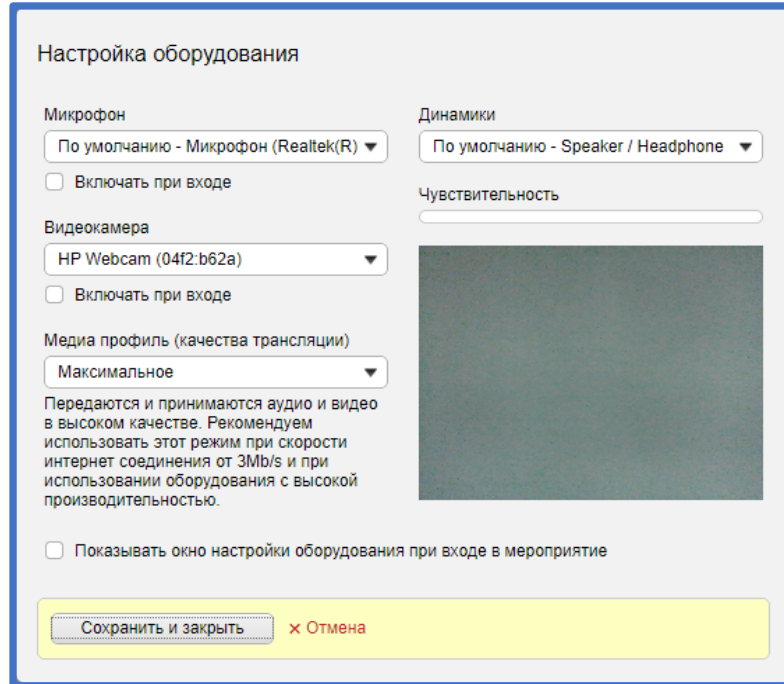 Настройка оборудования
Микрофон
По умолчанию - Микрофон (Realtek(R)
Включать при входе
Видеокамера
HP Webcam (04f2:b62a)
Включать при входе
Медиа профиль (качества трансляции)
Максимальное
Передаются и принимаются аудио и видео
в высоком качестве. Рекомендуем
использовать этот режим при скорости
интернет соединения от 3Mb/s и при
использовании оборудования с высокой
производительностью.
Динамики
По умолчанию - Speaker / Headphone
Чувствительность
Показывать окно настройки оборудования при входе в мероприятие
Сохранить и закрыть
× Отмена